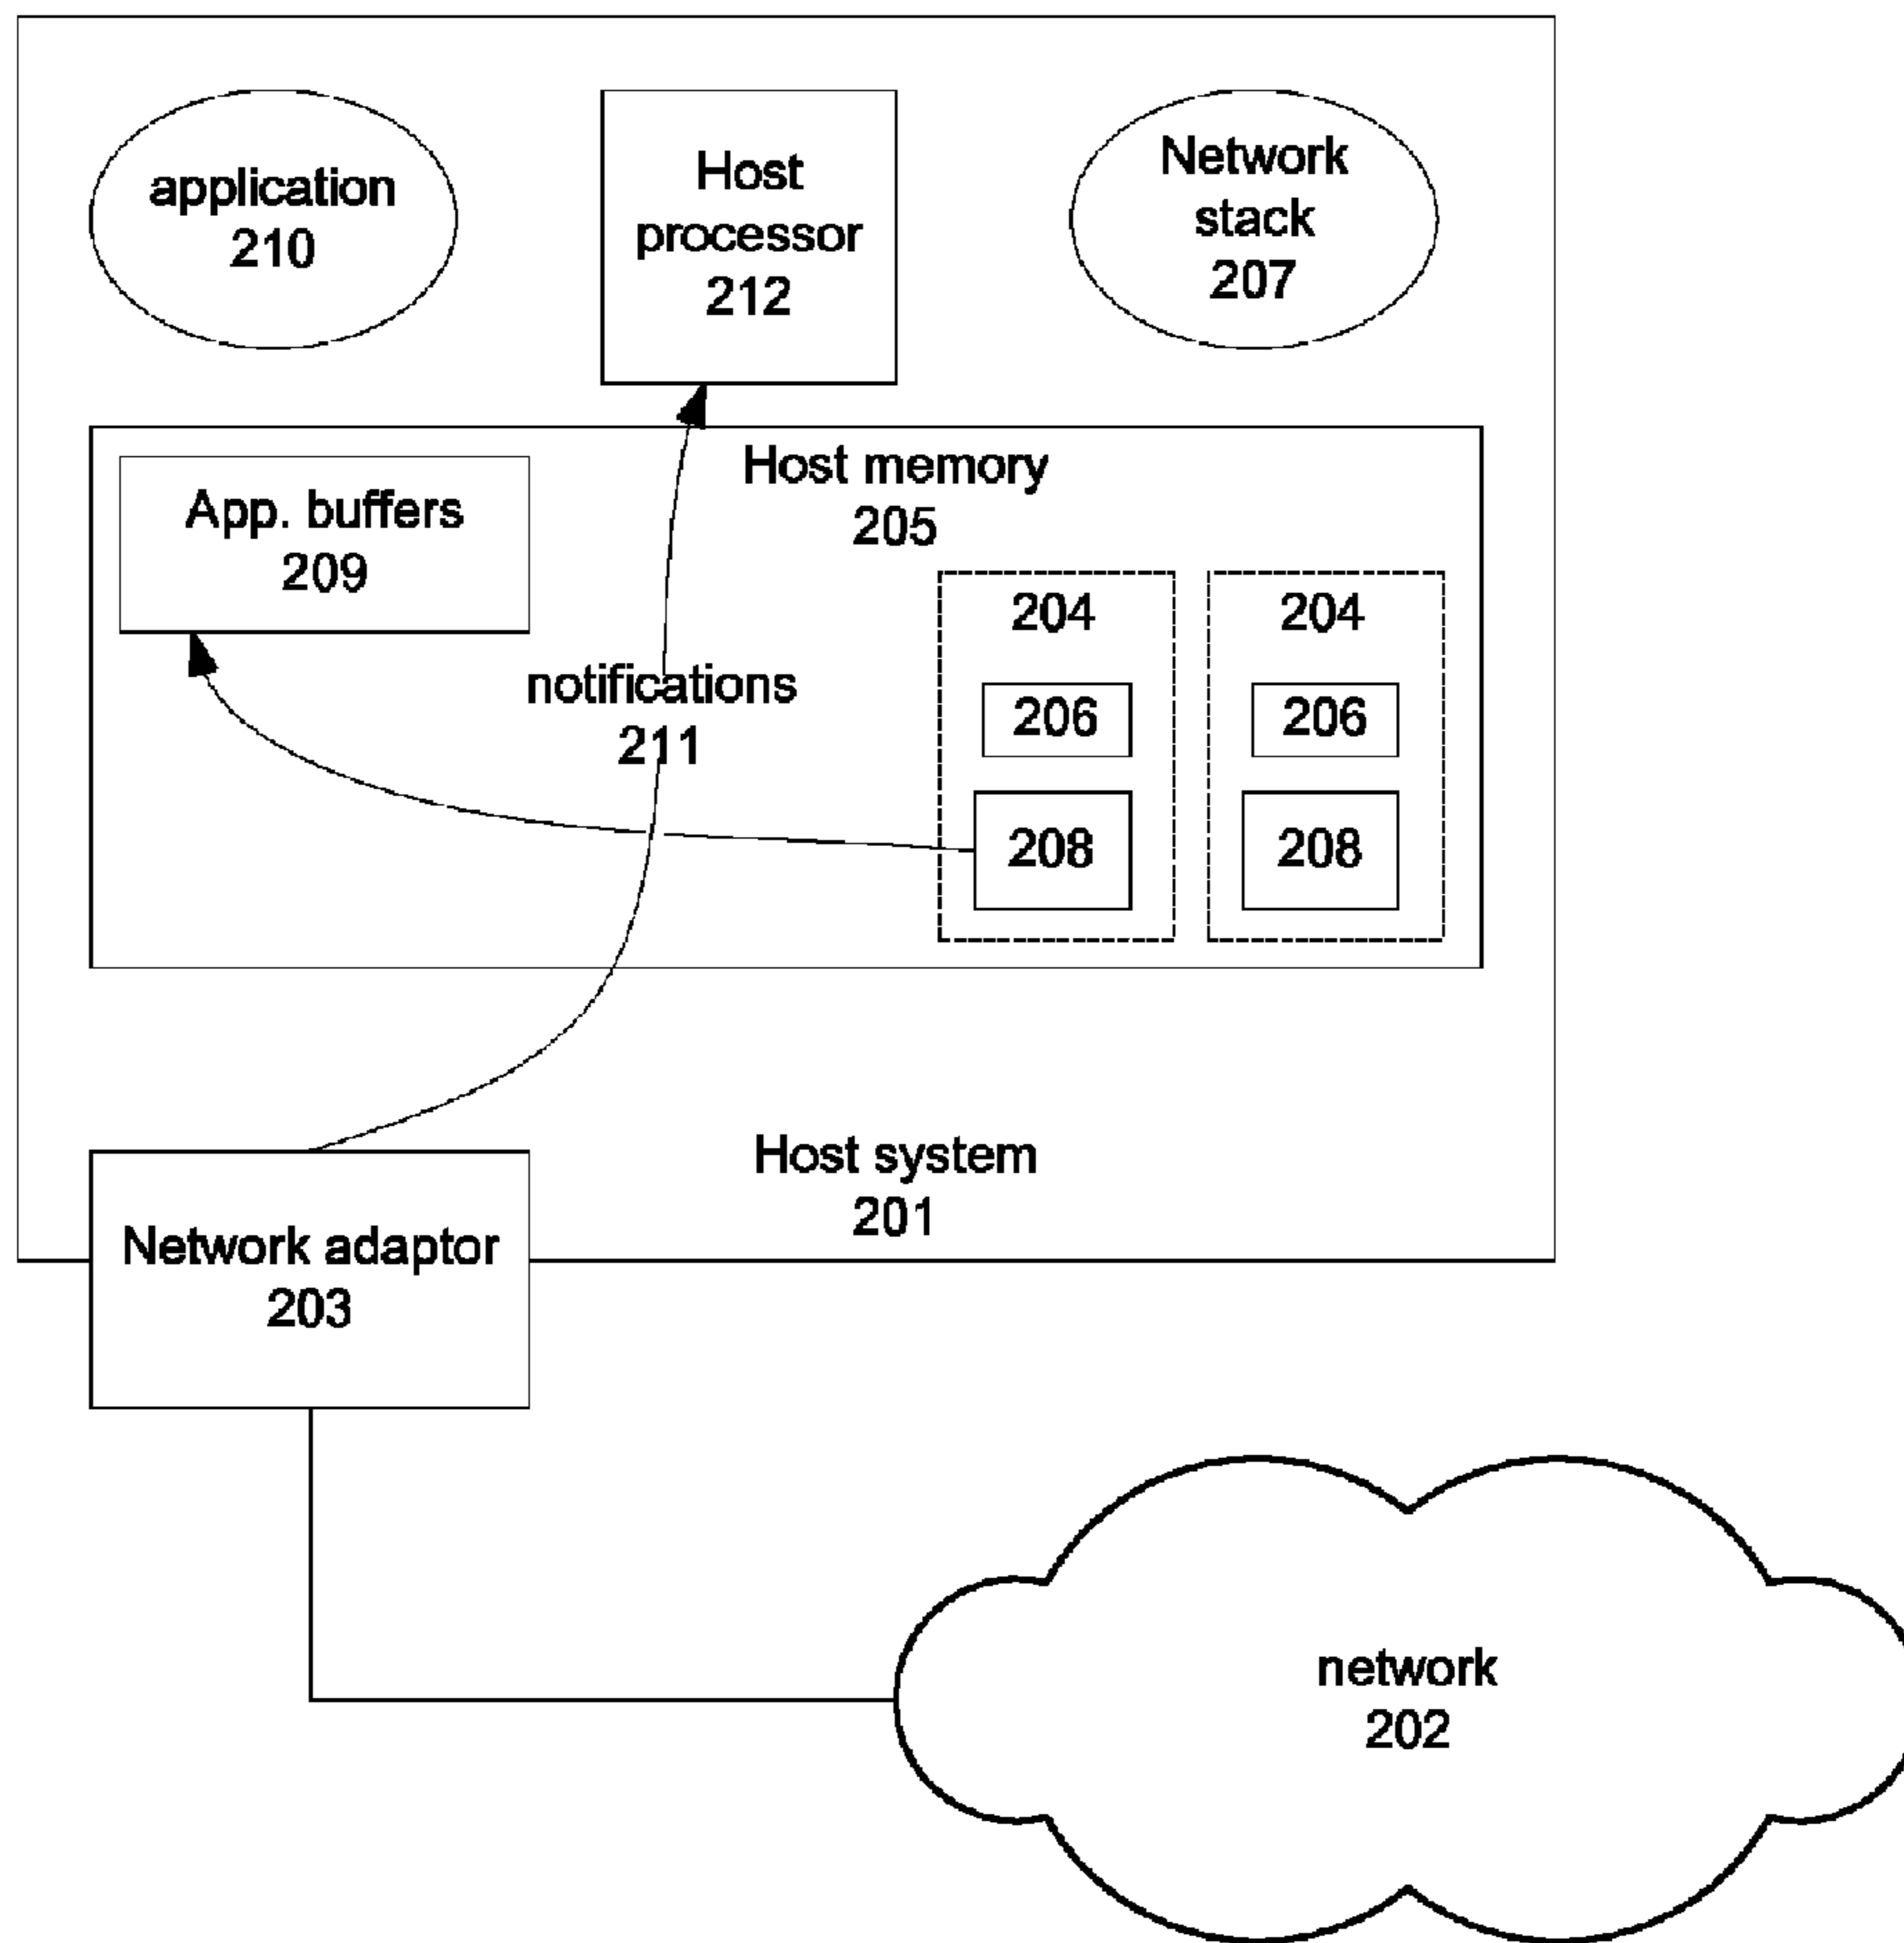 application
210
Host
processor
212
Network
stack
207
Host memory
205
App. buffers
209
204
204
notifications
211
206
206
208
208
Host system
201
Network adaptor
203
network
202